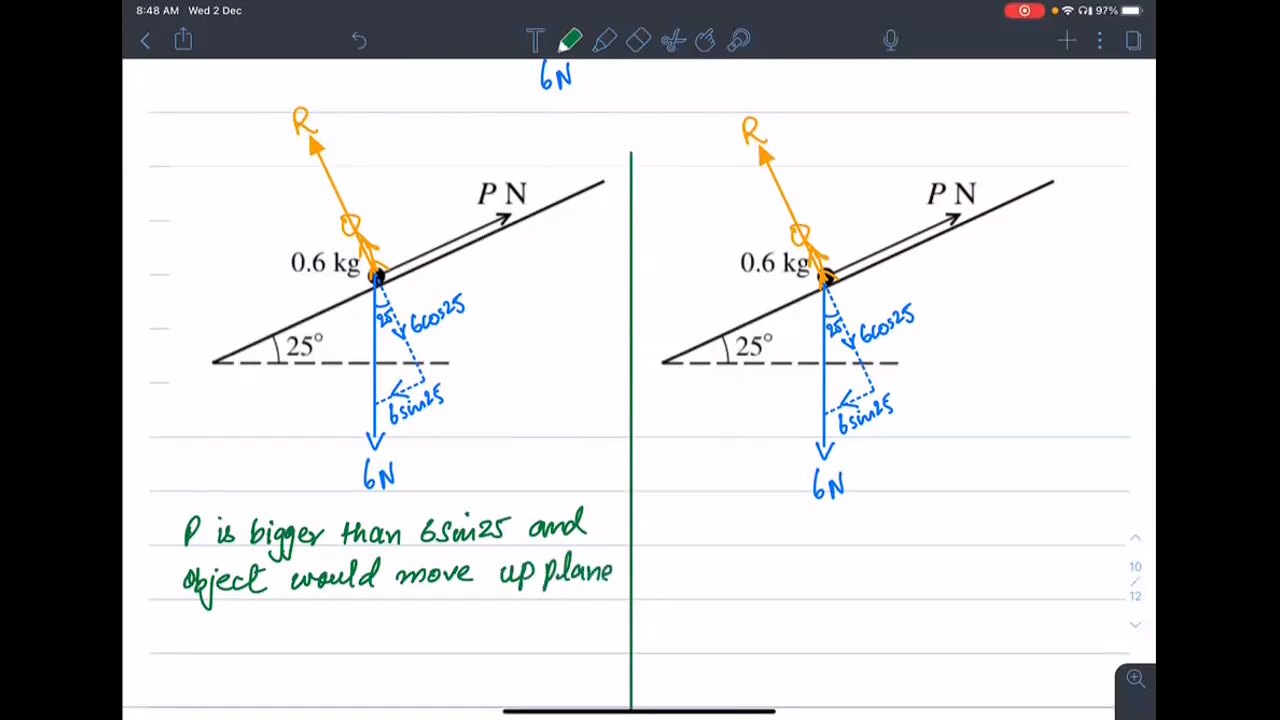 8:48 AM Wed 2 Dec
97%
6N
R
P N
0.6 kg
25
6cos25
25°
6sin25
6N
P is bigger than 6sin25 and
object would move up plane
R
P N
0.6 kg
25
6cos25
25°
6sin25
6N
10
/
12